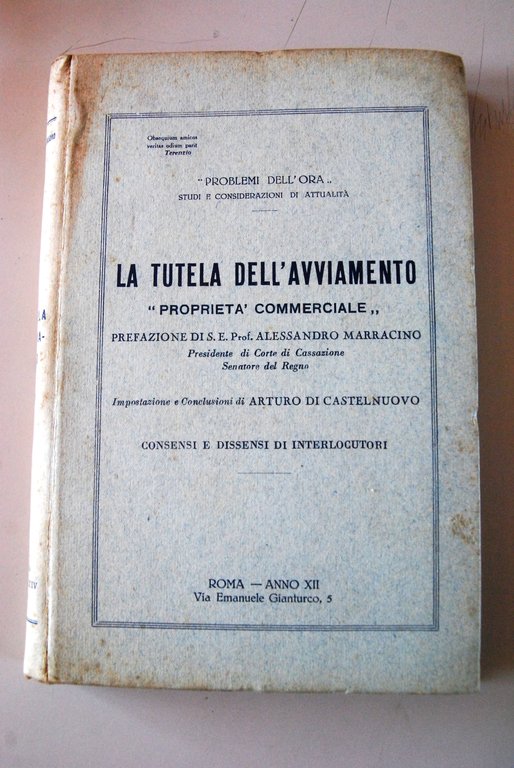 Obsequium amicos
veritas odium parit
Terenzio
“ PROBLEMI DELL'ORA „
STUDI E CONSIDERAZIONI DI ATTUALITÀ
LA TUTELA DELL'AVVIAMENTO
“ PROPRIETA' COMMERCIALE „
PREFAZIONE DI S. E. Prof. ALESSANDRO MARRACINO
Presidente di Corte di Cassazione
Senatore del Regno
Impostazione e Conclusioni di ARTURO DI CASTELNUOVO
CONSENSI E DISSENSI DI INTERLOCUTORI
ROMA — ANNO XII
Via Emanuele Gianturco, 5